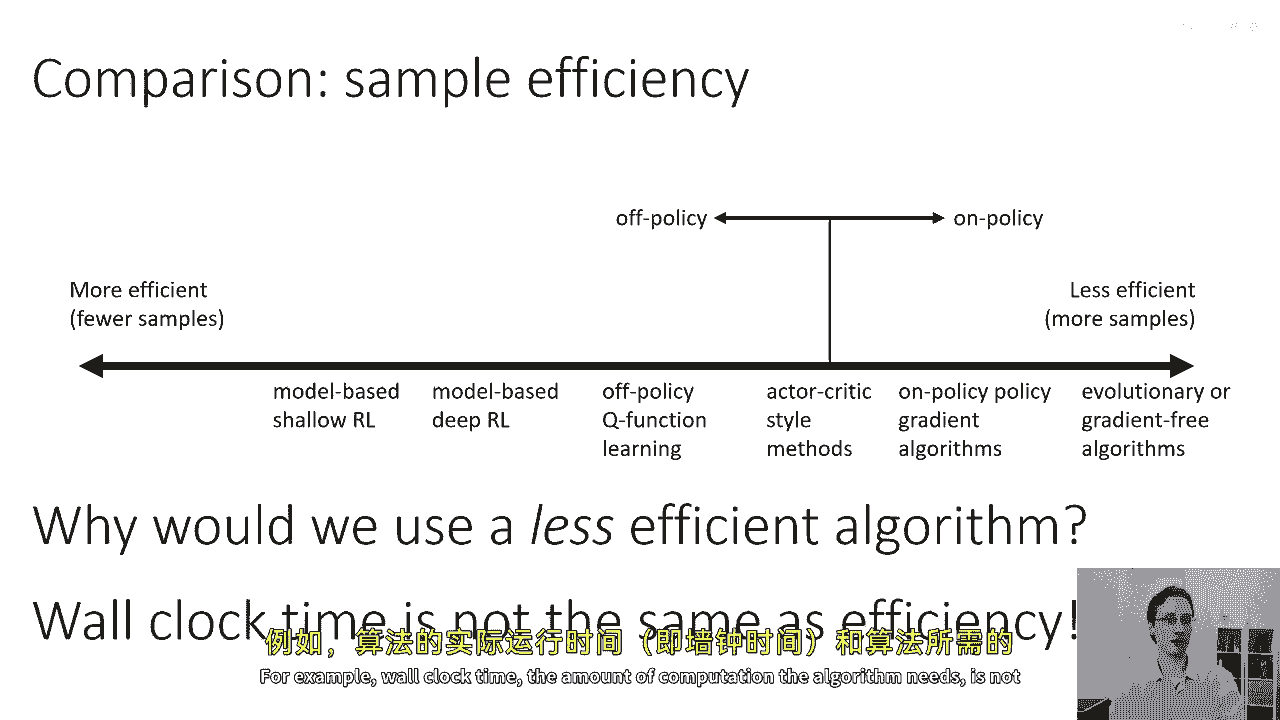 Comparison: sample efficiency
off-policy
on-policy
More efficient
(fewer samples)
Less efficient
(more samples)
model-based
shallow RL
model-based
deep RL
off-policy
Q-function
learning
actor-critic
style
methods
on-policy policy
gradient
algorithms
evolutionary or
gradient-free
algorithms
Why would we use a less efficient algorithm?
Wall clock time is not the same as efficiency!
例如，算法的实际运行时间（即墙钟时间）和算法所需的
For example, wall clock time, the amount of computation the algorithm needs, is not